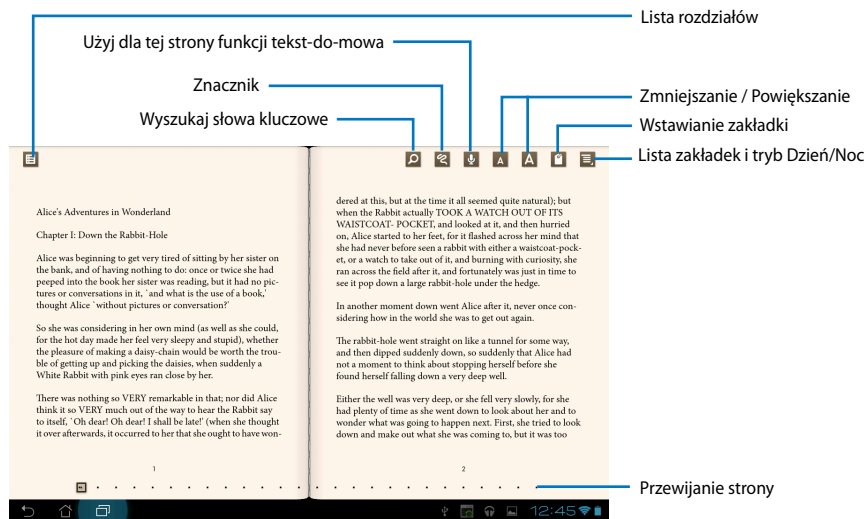 Lista rozdziałów
Użyj dla tej strony funkcji tekst-do-mowa
Znacznik
Wyszukaj słowa kluczowe
Zmniejszanie / Powiększanie
Wstawianie zakładki
Lista zakładek i tryb Dzień/Noc
A A
Alice's Adventures in Wonderland
Chapter I: Down the Rabbit-Hole
Alice was beginning to get very tired of sitting by her sister on
the bank, and of having nothing to do: once or twice she had
peeped into the book her sister was reading, but it had no pic-
tures or conversations in it, `and what is the use of a book,'
thought Alice `without pictures or conversation?'
So she was considering in her own mind (as well as she could,
for the hot day made her feel very sleepy and stupid), whether
the pleasure of making a daisy-chain would be worth the trou-
ble of getting up and picking the daisies, when suddenly a
White Rabbit with pink eyes ran close by her.
There was nothing so VERY remarkable in that; nor did Alice
think it so VERY much out of the way to hear the Rabbit say
to itself, `Oh dear! Oh dear! I shall be late!' (when she thought
it over afterwards, it occurred to her that she ought to have won-
1
dered at this, but at the time it all seemed quite natural); but
when the Rabbit actually TOOK A WATCH OUT OF ITS
WAISTCOAT- POCKET, and looked at it, and then hurried
on, Alice started to her feet, for it flashed across her mind that
she had never before seen a rabbit with either a waistcoat-pock-
et, or a watch to take out of it, and burning with curiosity, she
ran across the field after it, and fortunately was just in time to
see it pop down a large rabbit-hole under the hedge.
In another moment down went Alice after it, never once con-
sidering how in the world she was to get out again.
The rabbit-hole went straight on like a tunnel for some way,
and then dipped suddenly down, so suddenly that Alice had
not a moment to think about stopping herself before she
found herself falling down a very deep well.
Either the well was very deep, or she fell very slowly, for she
had plenty of time as she went down to look about her and to
wonder what was going to happen next. First, she tried to look
down and make out what she was coming to, but it was too
2
Przewijanie strony
12:45